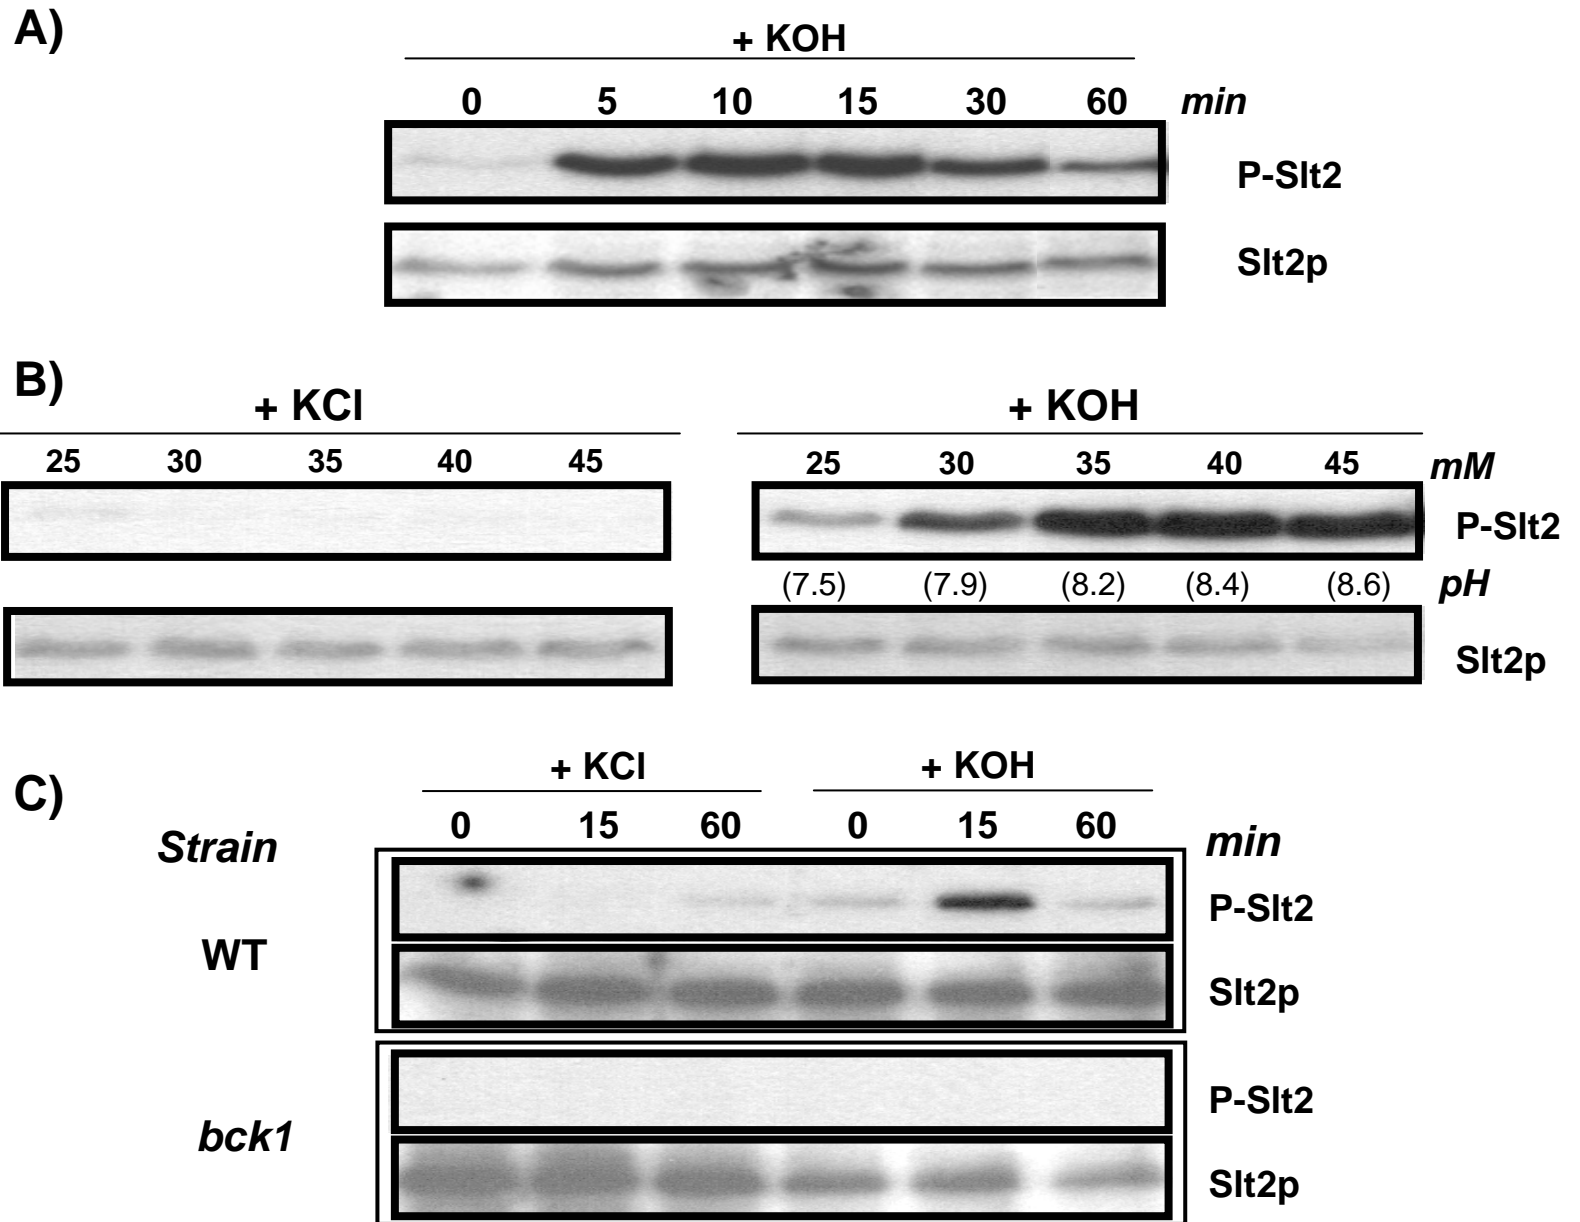 A)
+ KOH
0 5 10 15 30 60 min
P-Slt2
Slt2p
B)
+ KCl + KOH
25 30 35 40 45 25 30 35 40 45 mM
P-Slt2
(7.5) (7.9) (8.2) (8.4) (8.6) pH
Slt2p
C)
+ KCl + KOH
0 15 60 0 15 60 min
Strain
P-Slt2
WT
Slt2p
P-Slt2
bck1
Slt2p